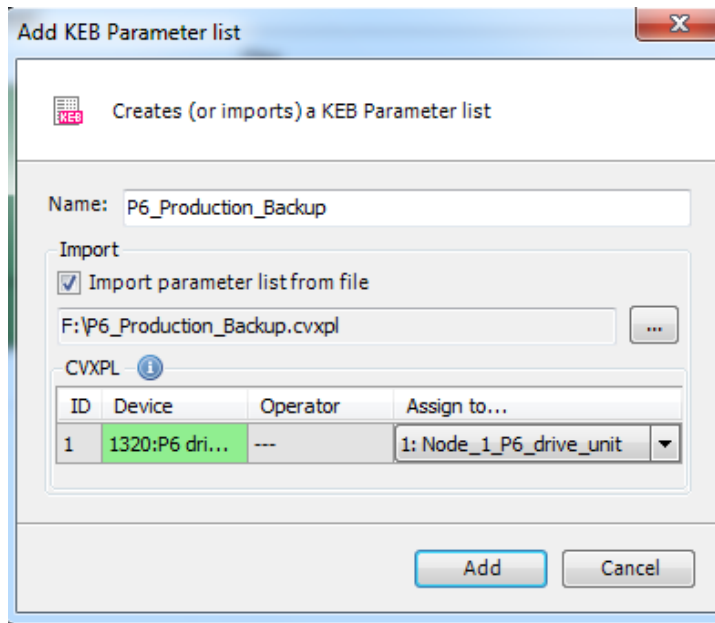 Add KEB Parameter list
KEB
Creates (or imports) a KEB Parameter list
Name: P6_Production_Backup
Import
Import parameter list from file
F:\P6_Production_Backup.cvxpl ...
CVXPL
ID Device Operator Assign to...
1 1320:P6 dri... --- 1: Node_1_P6_drive_unit
Add Cancel